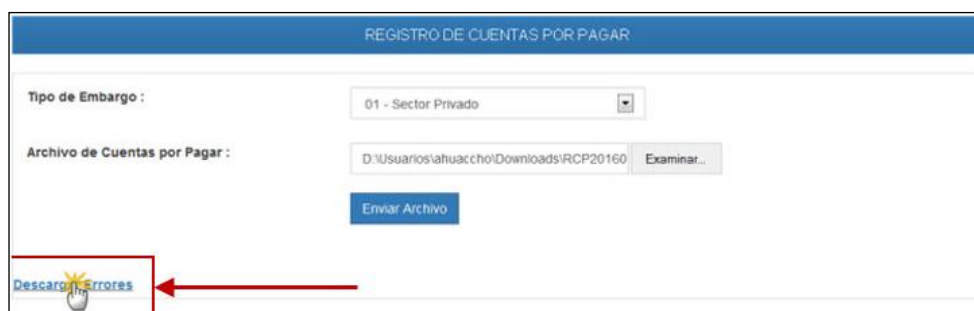 REGISTRO DE CUENTAS POR PAGAR
Tipo de Embargo :
01 - Sector Privado
Archivo de Cuentas por Pagar :
D:\Usuarios\ahuaccho\Downloads\RCP20160
Examinar...
Enviar Archivo
Errores